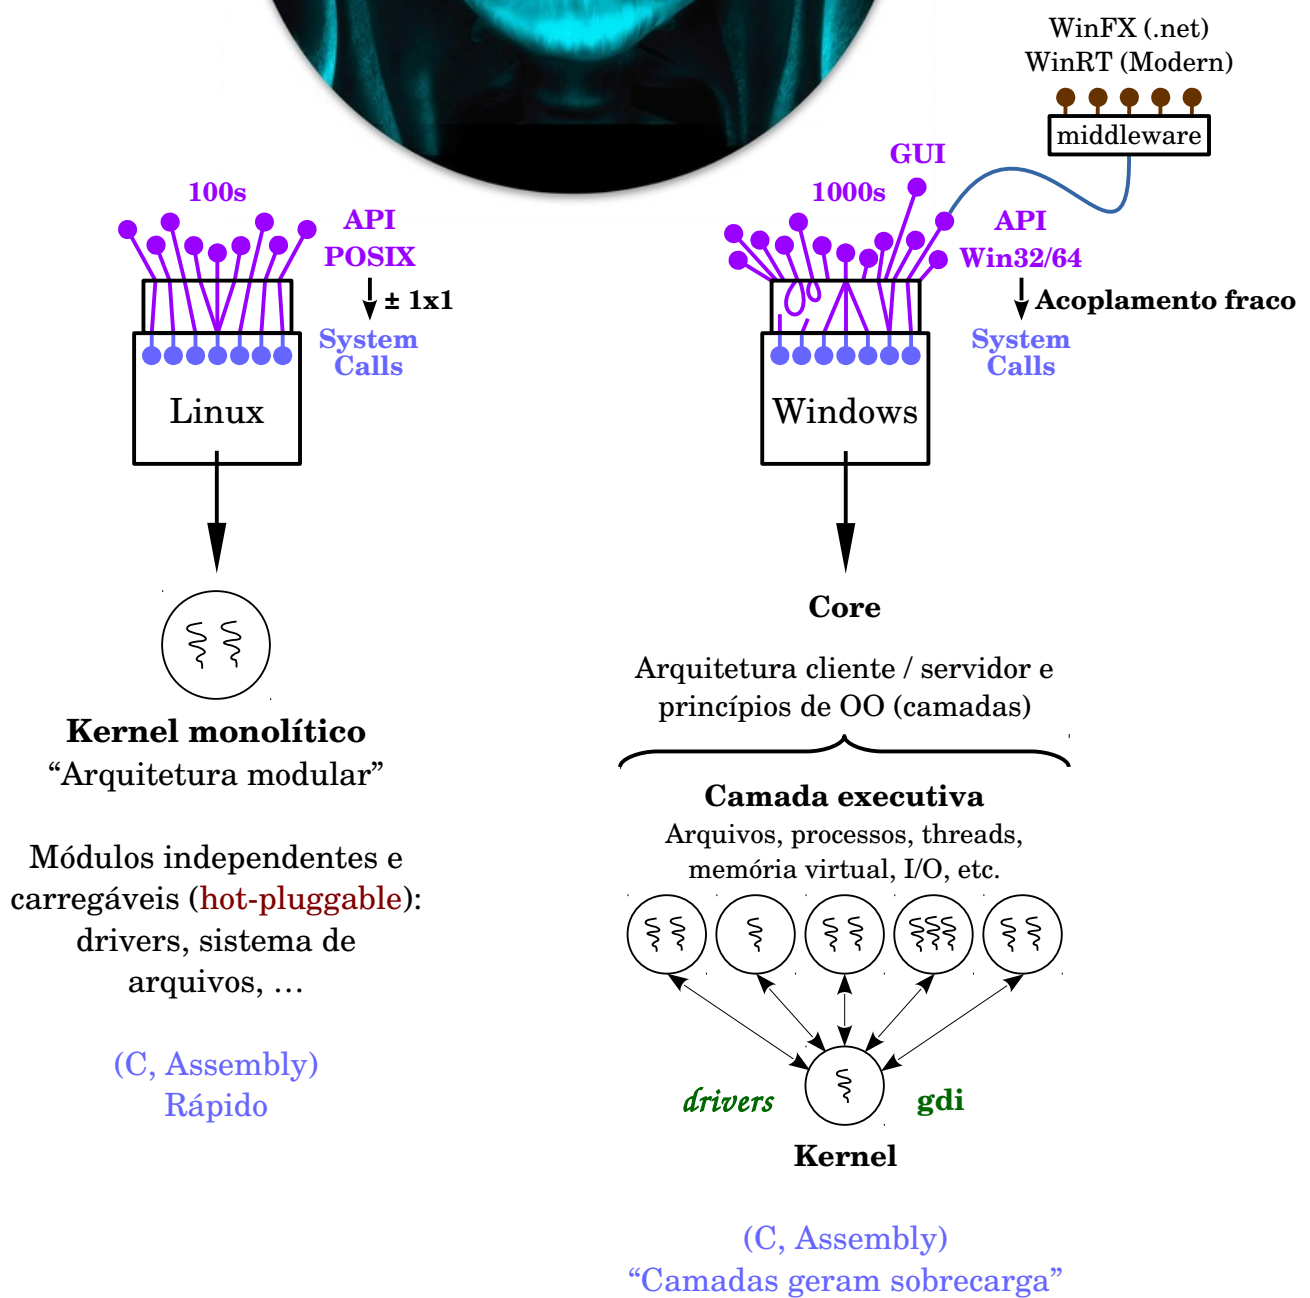 WinFX (.net)
WinRT (Modern)
middleware
100s
API
POSIX
± 1x1
System
Calls
Linux
Kernel monolítico
“Arquitetura modular”
Módulos independentes e
carregáveis (hot-pluggable):
drivers, sistema de
arquivos, …
(C, Assembly)
Rápido
GUI
1000s
API
Win32/64
Acoplamento fraco
System
Calls
Windows
Core
Arquitetura cliente / servidor e
princípios de OO (camadas)
Camada executiva
Arquivos, processos, threads,
memória virtual, I/O, etc.
drivers
gdi
Kernel
(C, Assembly)
“Camadas geram sobrecarga”